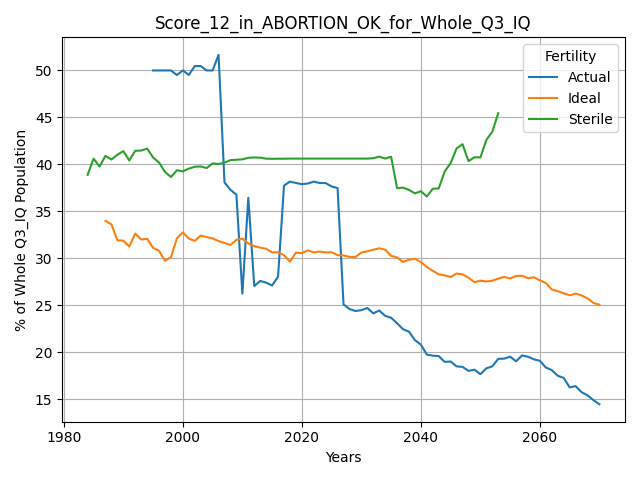 Score_12_in_ABORTION_OK_for_Whole_Q3_IQ
% of Whole Q3_IQ Population
50
45
40
35
30
25
20
15
Fertility
Actual
Ideal
Sterile
1980 2000 2020 2040 2060
Years